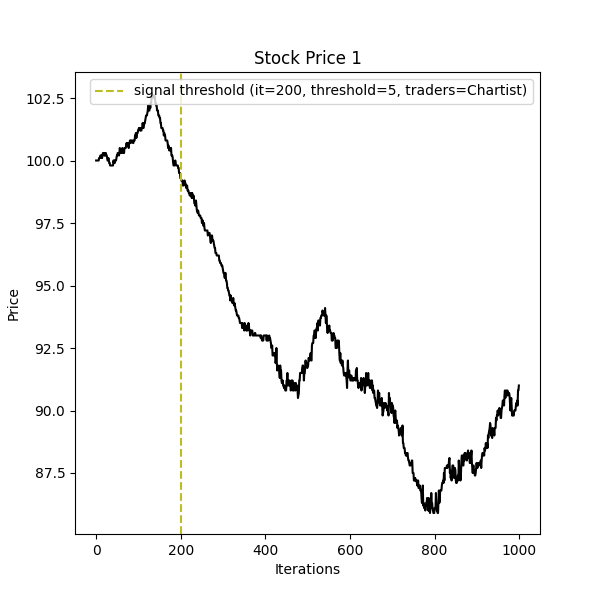 Stock Price 1
signal threshold (it=200, threshold=5, traders=Chartist)
102.5
100.0
97.5
95.0
92.5
90.0
87.5
Price
0 200 400 600 800 1000
Iterations